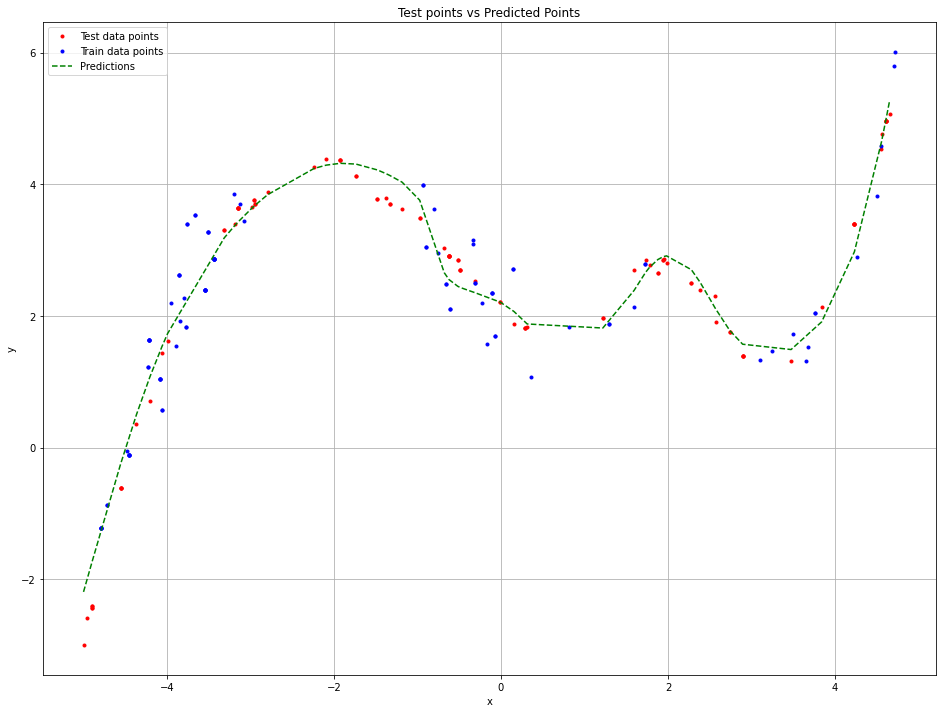 Test points vs Predicted Points
Test data points
Train data points
Predictions
6
4
2
0
−2
y
−4
−2
0
2
4
x